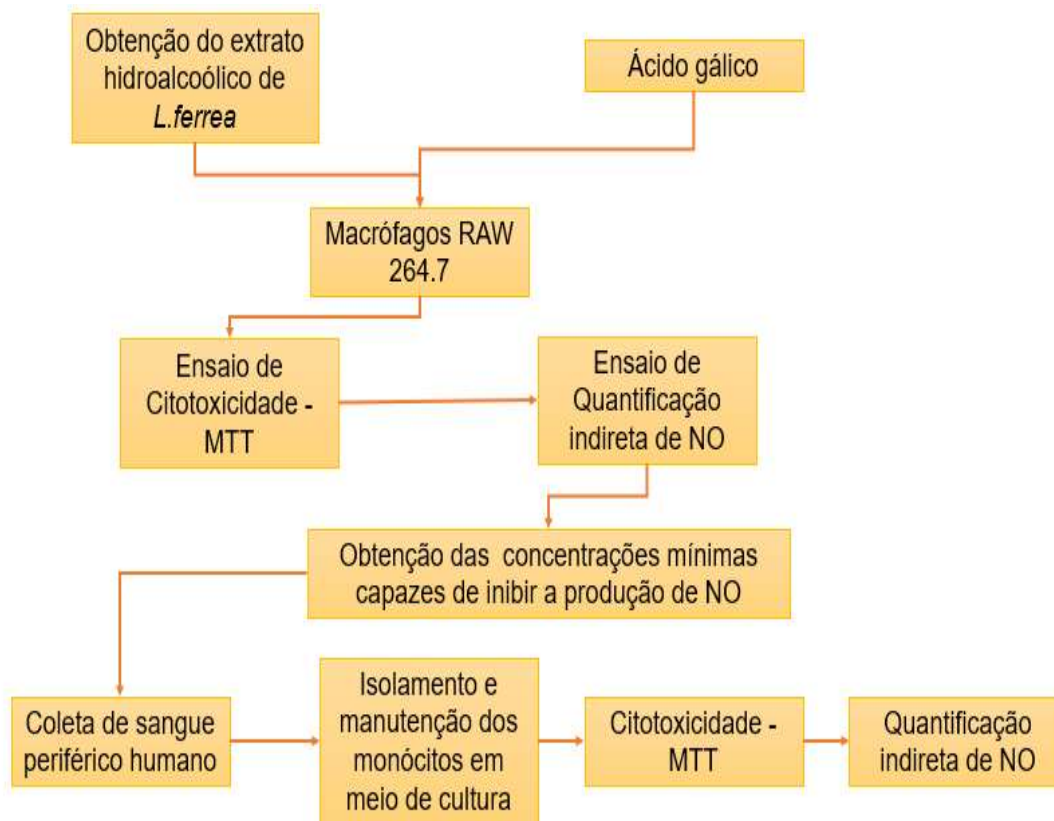 Obtenção do extrato
hidroalcoólico de
L.ferrea
Ácido gálico
Macrófagos RAW
264.7
Ensaio de
Citotoxicidade -
MTT
Ensaio de
Quantificação
indireta de NO
Obtenção das concentrações mínimas
capazes de inibir a produção de NO
Coleta de sangue
periférico humano
Isolamento e
manutenção dos
monócitos em
meio de cultura
Citotoxicidade -
MTT
Quantificação
indireta de NO